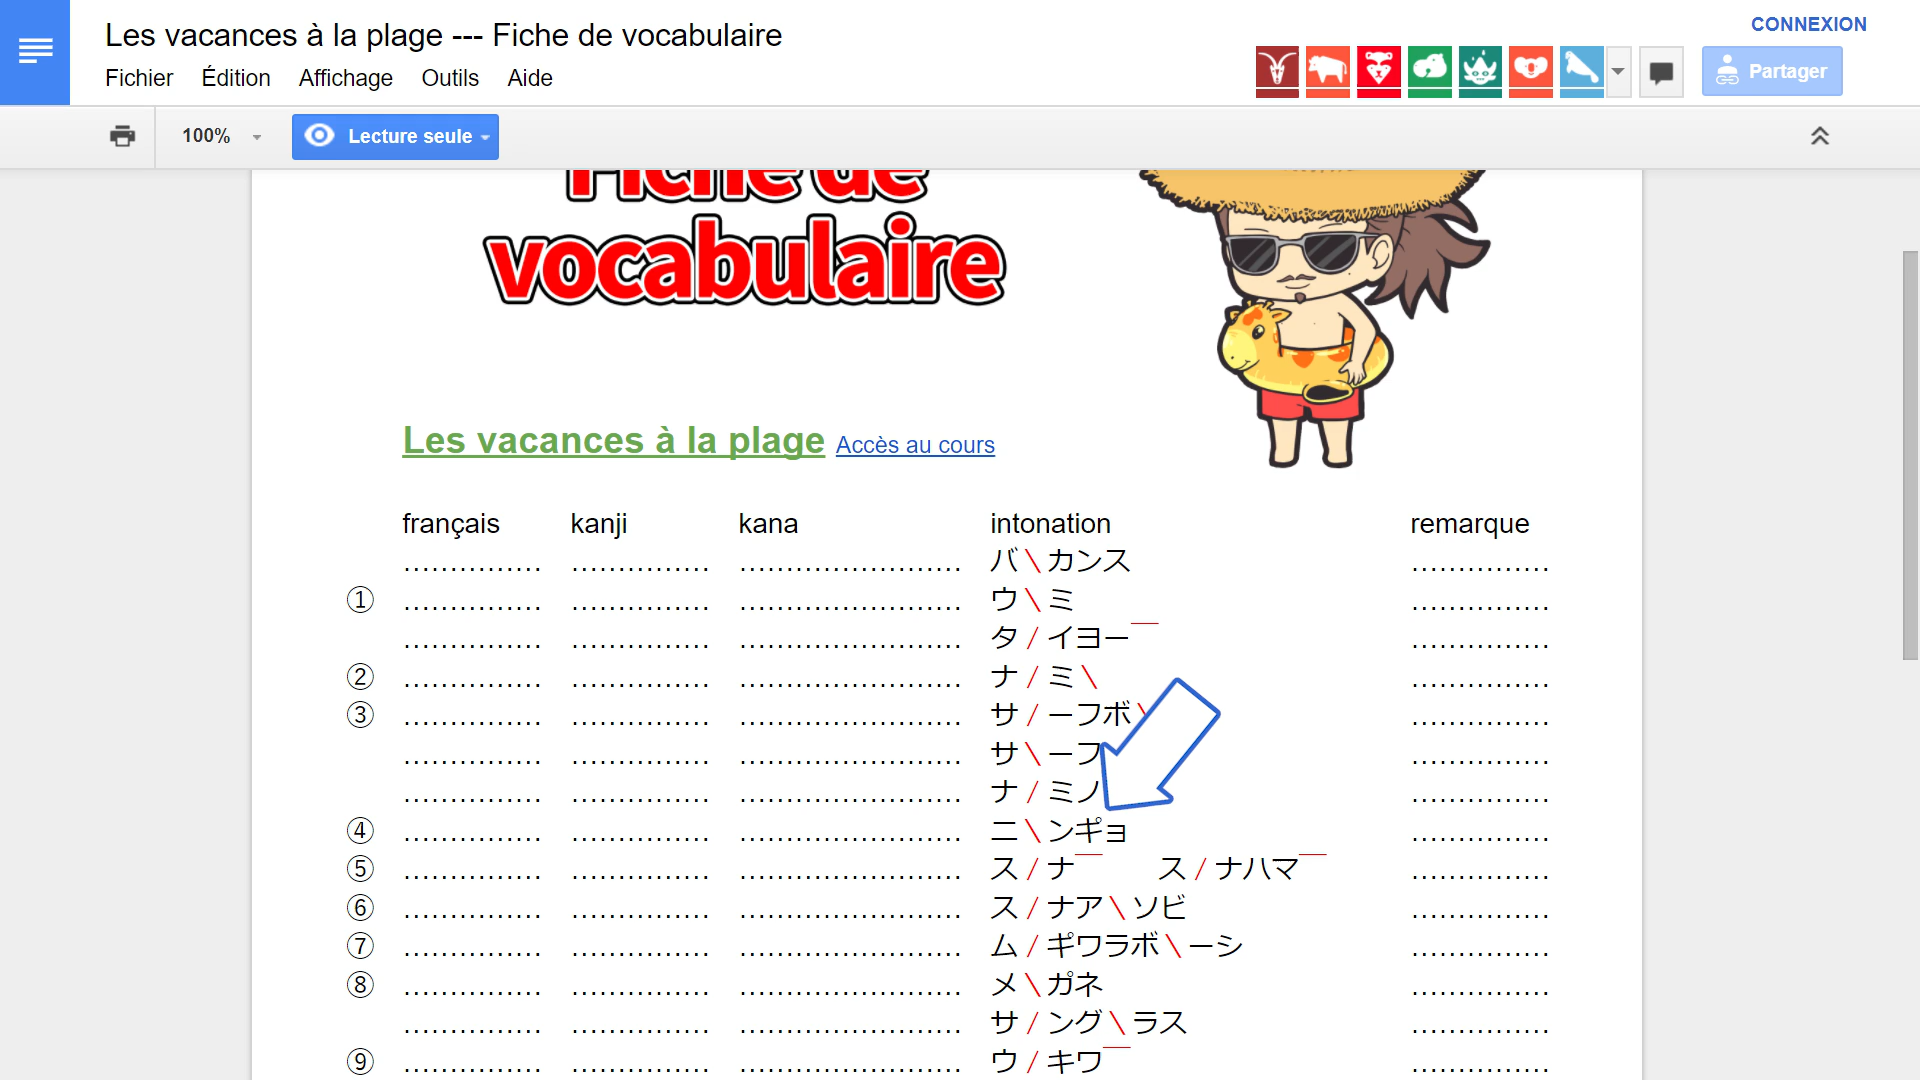 Les vacances à la plage --- Fiche de vocabulaire
CONNEXION
Fichier Édition Affichage Outils Aide
Partager
100% Lecture seule
Fiche de
vocabulaire
Les vacances à la plage Accès au cours
français kanji kana intonation remarque
............... ............... ........................ バ\カンス ...............
① ............... ............... ........................ ウ\ミ ...............
............... ............... ........................ タ/イヨー‾ ...............
② ............... ............... ........................ ナ/ミ\ ...............
③ ............... ............... ........................ サ/ーフボ\ ...............
............... ............... ........................ サ\ーフ ...............
............... ............... ........................ ナ/ミノ ...............
④ ............... ............... ........................ ニ\ンギョ ...............
⑤ ............... ............... ........................ ス/ナ‾ ス/ナハマ‾ ...............
⑥ ............... ............... ........................ ス/ナア\ソビ ...............
⑦ ............... ............... ........................ ム/ギワラボ\ーシ ...............
⑧ ............... ............... ........................ メ\ガネ ...............
............... ............... ........................ サ/ング\ラス ...............
⑨ ............... ............... ........................ ウ/キワ‾ ...............